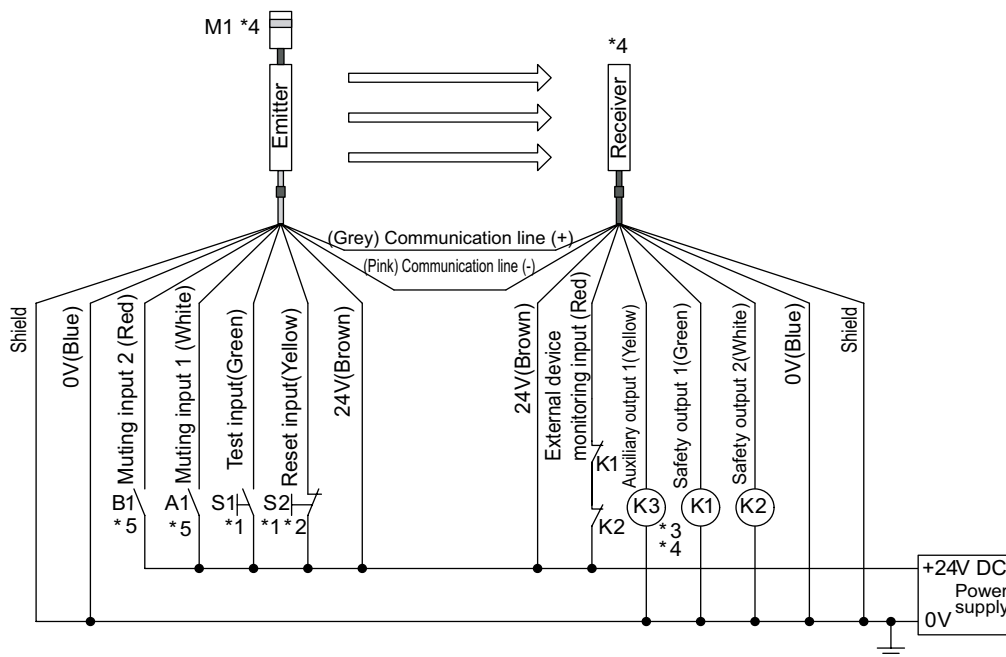 M1 *4
*4
Emitter
Receiver
(Grey) Communication line (+)
(Pink) Communication line (-)
Shield
0V(Blue)
Muting input 2 (Red)
Muting input 1 (White)
Test input(Green)
Reset input(Yellow)
24V(Brown)
24V(Brown)
External device
monitoring input (Red)
Auxiliary output 1(Yellow)
Safety output 1(Green)
Safety output 2(White)
0V(Blue)
Shield
B1
*5
A1
*5
S1
*1
S2
*1 *2
K1
K2
K3
*3
*4
K1
K2
+24V DC
Power
supply
0V